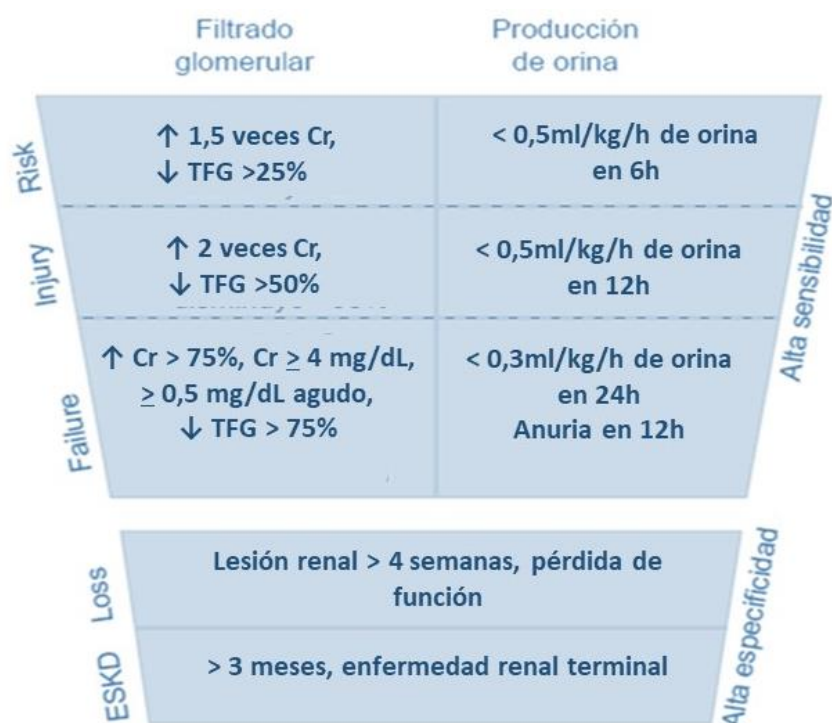 Filtrado
glomerular
Producción
de orina
Risk
↑ 1,5 veces Cr,
↓ TFG >25%
< 0,5ml/kg/h de orina
en 6h
Injury
↑ 2 veces Cr,
↓ TFG >50%
< 0,5ml/kg/h de orina
en 12h
Failure
↑ Cr > 75%, Cr ≥ 4 mg/dL,
≥ 0,5 mg/dL agudo,
↓ TFG > 75%
< 0,3ml/kg/h de orina
en 24h
Anuria en 12h
Alta sensibilidad
Loss
Lesión renal > 4 semanas, pérdida de
función
ESKD
> 3 meses, enfermedad renal terminal
Alta especificidad